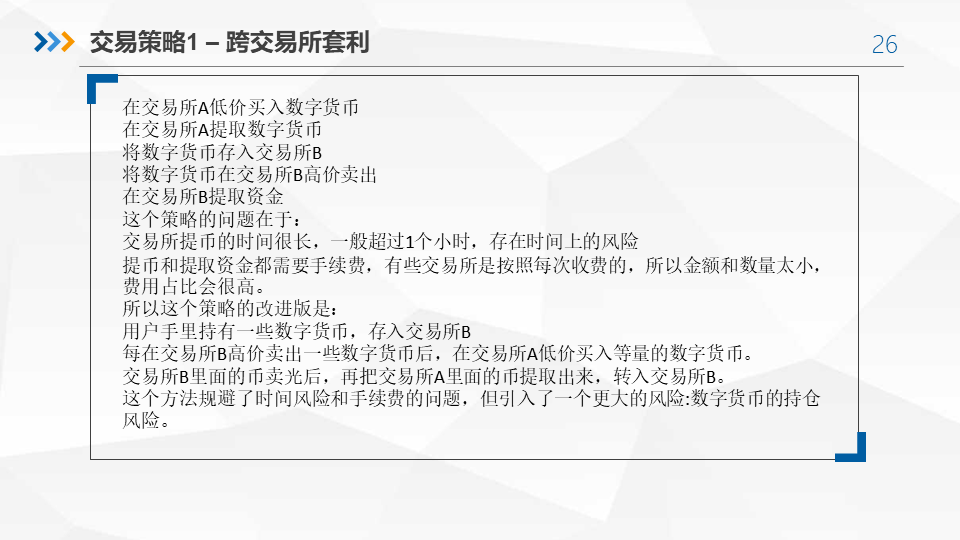 交易策略1 – 跨交易所套利
26
在交易所A低价买入数字货币
在交易所A提取数字货币
将数字货币存入交易所B
将数字货币在交易所B高价卖出
在交易所B提取资金
这个策略的问题在于：
交易所提币的时间很长，一般超过1个小时，存在时间上的风险
提币和提取资金都需要手续费，有些交易所是按照每次收费的，所以金额和数量太小，
费用占比会很高。
所以这个策略的改进版是：
用户手里持有一些数字货币，存入交易所B
每在交易所B高价卖出一些数字货币后，在交易所A低价买入等量的数字货币。
交易所B里面的币卖光后，再把交易所A里面的币提取出来，转入交易所B。
这个方法规避了时间风险和手续费的问题，但引入了一个更大的风险:数字货币的持仓
风险。